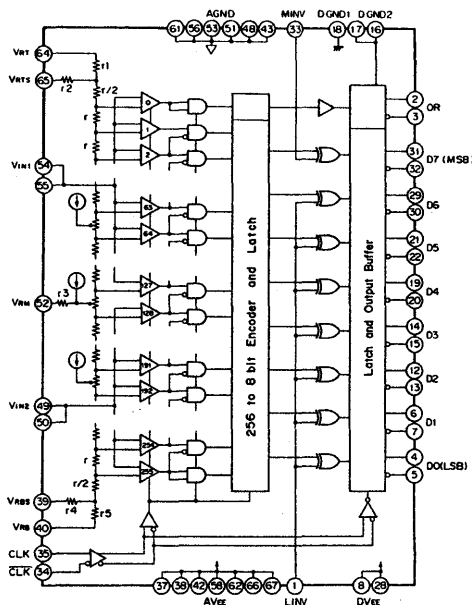 AGND MINV DGND1 DGND2
61 56 53 51 48 43 33 18 17 16
VRT 64
r1
VRTS 65 r2
r/2
r
r
0
1
2
2 OR
3
31 D7 (MSB)
32
VIN1 54
55
63
64
29 D6
30
21 D5
22
VRM 52 r3
127
128
19 D4
20
14 D3
15
191
192
12 D2
13
VIN2 49
50
6 D1
7
r
r/2
254
255
4 D0(LSB)
5
VRBS 39 r4
VRB 40 r5
CLK 35
CLK 34
256 to 8 bit Encoder and Latch
Latch and Output Buffer
37 38 42 58 62 66 67 1 8 28
AVEE LINV DVEE